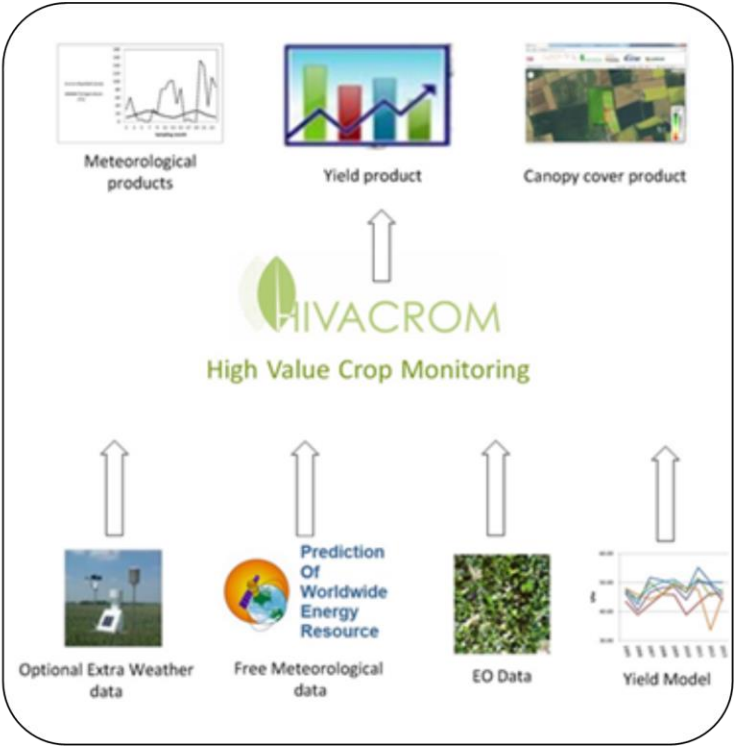 Meteorological
products
Yield product
Canopy cover product
HIVACROM
High Value Crop Monitoring
Prediction
Of
Worldwide
Energy
Resource
Optional Extra Weather
data
Free Meteorological
data
EO Data
Yield Model